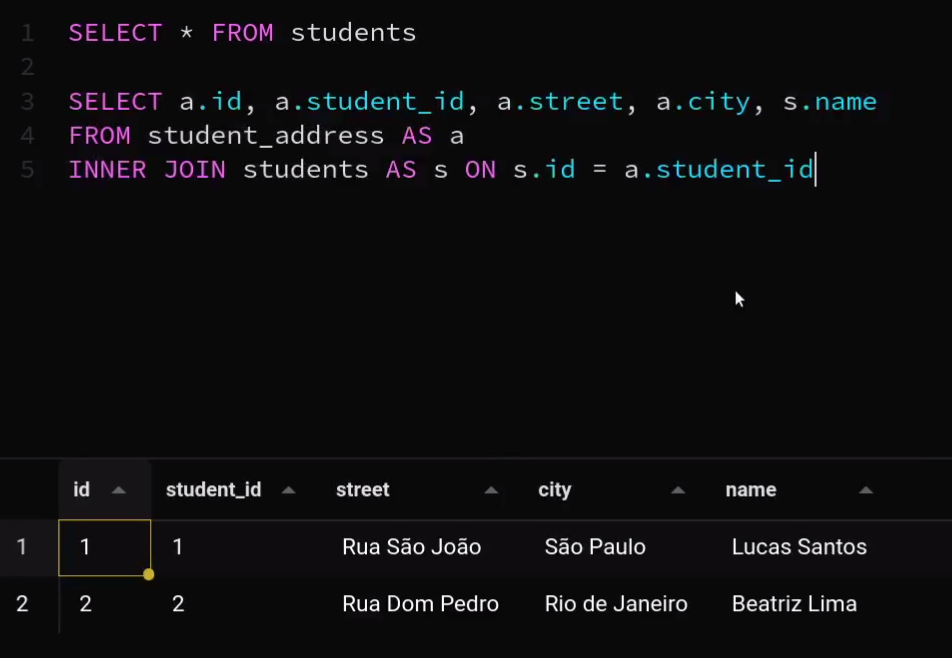 1 SELECT * FROM students
2
3 SELECT a.id, a.student_id, a.street, a.city, s.name
4 FROM student_address AS a
5 INNER JOIN students AS s ON s.id = a.student_id
id student_id street city name
1 1 1 Rua São João São Paulo Lucas Santos
2 2 2 Rua Dom Pedro Rio de Janeiro Beatriz Lima